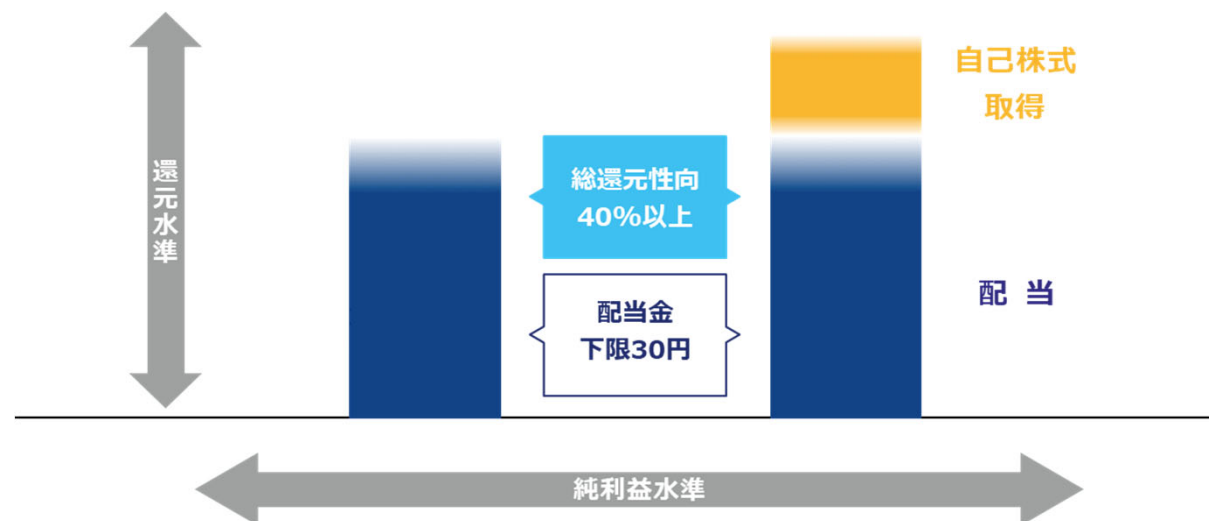 自己株式
取得
還元水準
総還元性向
40%以上
配当金
下限30円
配 当
純利益水準